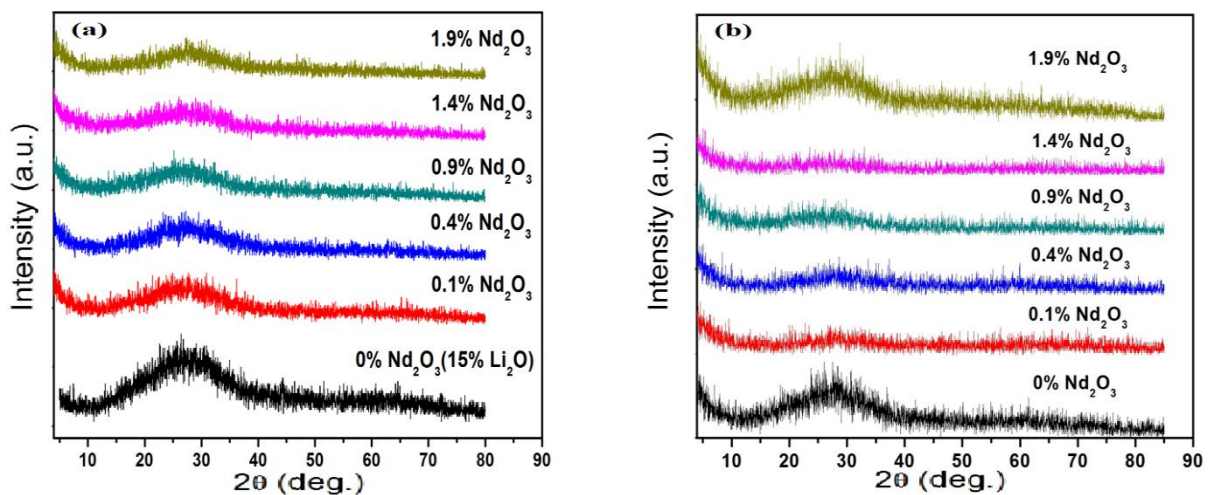 (a)
1.9% Nd₂O₃
1.4% Nd₂O₃
0.9% Nd₂O₃
0.4% Nd₂O₃
0.1% Nd₂O₃
0% Nd₂O₃(15% Li₂O)
Intensity (a.u.)
10 20 30 40 50 60 70 80 90
2θ (deg.)
(b)
1.9% Nd₂O₃
1.4% Nd₂O₃
0.9% Nd₂O₃
0.4% Nd₂O₃
0.1% Nd₂O₃
0% Nd₂O₃
Intensity (a.u.)
10 20 30 40 50 60 70 80 90
2θ (deg.)